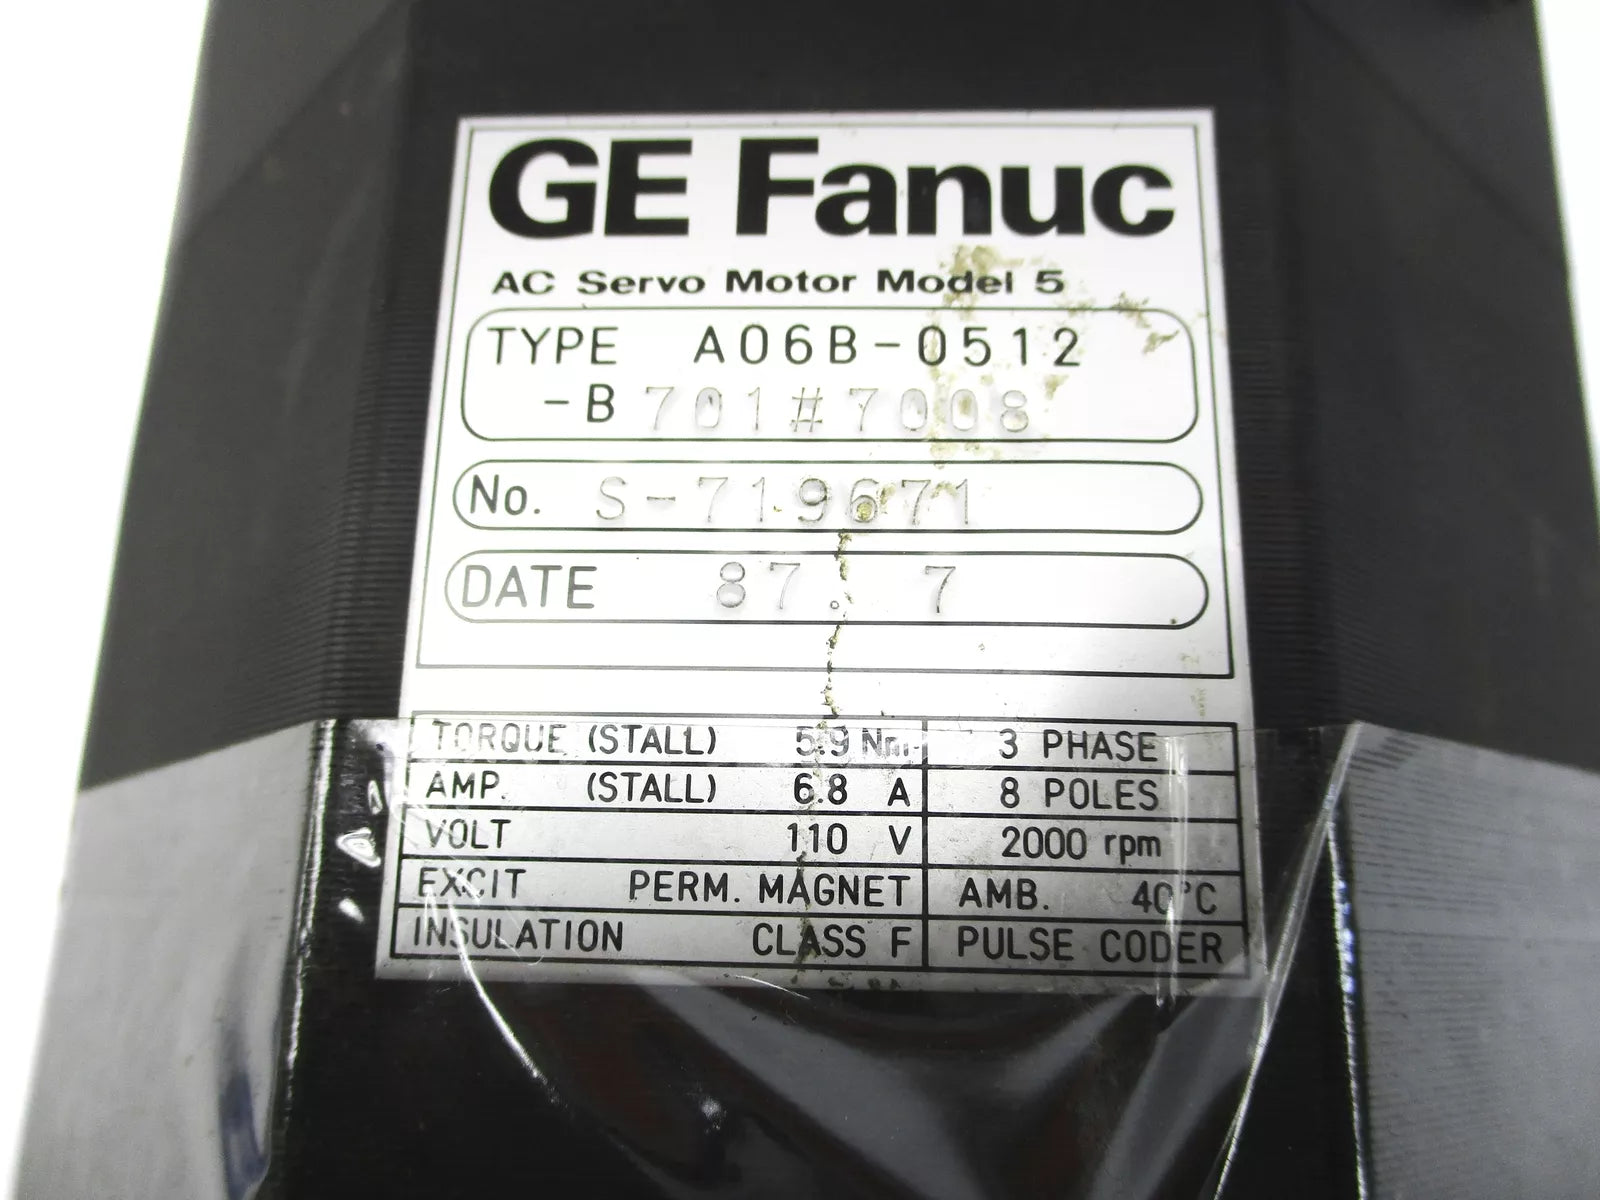 GE Fanuc
AC Servo Motor Model 5
TYPE A06B-0512
-B701#7008
No. S-719671
DATE 87. 7
TORQUE (STALL) 5.9 Nm 3 PHASE
AMP. (STALL) 6.8 A 8 POLES
VOLT 110 V 2000 rpm
EXCIT PERM. MAGNET AMB. 40°C
INSULATION CLASS F PULSE CODER